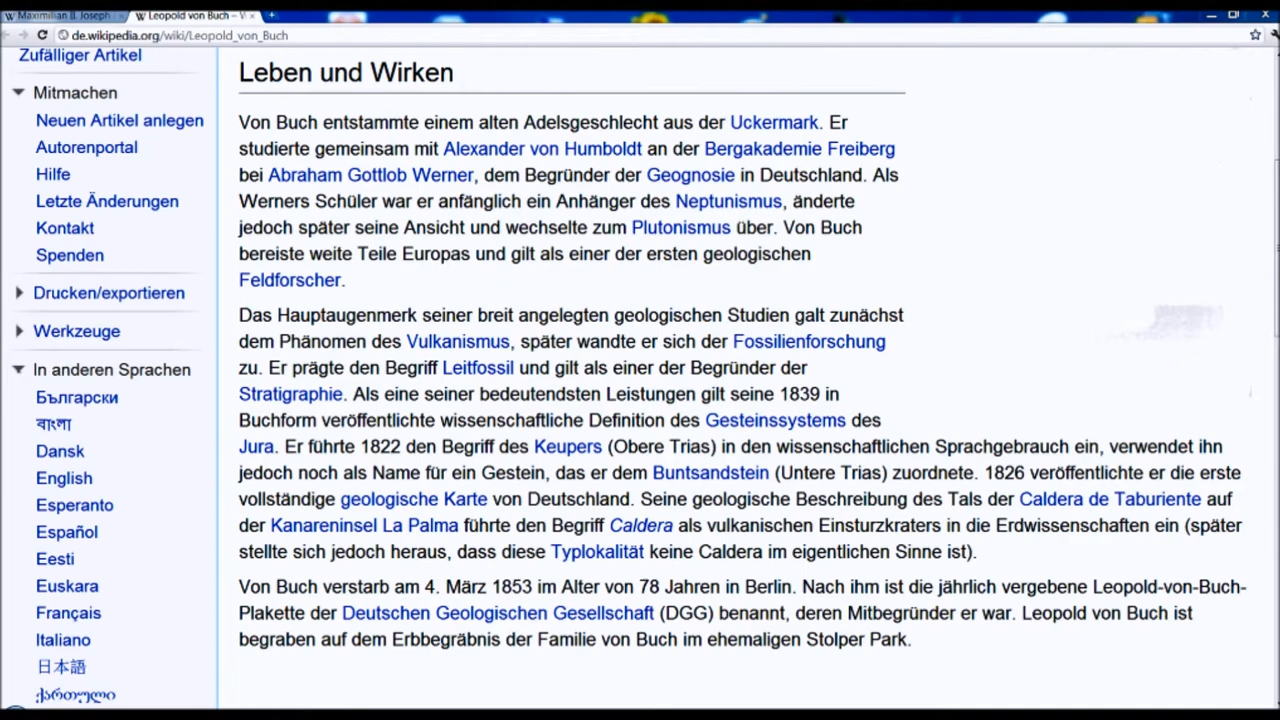 Maximilian II. Joseph
Leopold von Buch –
de.wikipedia.org/wiki/Leopold_von_Buch
Zufälliger Artikel
Mitmachen
Neuen Artikel anlegen
Autorenportal
Hilfe
Letzte Änderungen
Kontakt
Spenden
Drucken/exportieren
Werkzeuge
In anderen Sprachen
Български
বাংলা
Dansk
English
Esperanto
Español
Eesti
Euskara
Français
Italiano
日本語
ქართული
Leben und Wirken
Von Buch entstammte einem alten Adelsgeschlecht aus der Uckermark. Er
studierte gemeinsam mit Alexander von Humboldt an der Bergakademie Freiberg
bei Abraham Gottlob Werner, dem Begründer der Geognosie in Deutschland. Als
Werners Schüler war er anfänglich ein Anhänger des Neptunismus, änderte
jedoch später seine Ansicht und wechselte zum Plutonismus über. Von Buch
bereiste weite Teile Europas und gilt als einer der ersten geologischen
Feldforscher.
Das Hauptaugenmerk seiner breit angelegten geologischen Studien galt zunächst
dem Phänomen des Vulkanismus, später wandte er sich der Fossilienforschung
zu. Er prägte den Begriff Leitfossil und gilt als einer der Begründer der
Stratigraphie. Als eine seiner bedeutendsten Leistungen gilt seine 1839 in
Buchform veröffentlichte wissenschaftliche Definition des Gesteinssystems des
Jura. Er führte 1822 den Begriff des Keupers (Obere Trias) in den wissenschaftlichen Sprachgebrauch ein, verwendet ihn
jedoch noch als Name für ein Gestein, das er dem Buntsandstein (Untere Trias) zuordnete. 1826 veröffentlichte er die erste
vollständige geologische Karte von Deutschland. Seine geologische Beschreibung des Tals der Caldera de Taburiente auf
der Kanareninsel La Palma führte den Begriff Caldera als vulkanischen Einsturzkraters in die Erdwissenschaften ein (später
stellte sich jedoch heraus, dass diese Typlokalität keine Caldera im eigentlichen Sinne ist).
Von Buch verstarb am 4. März 1853 im Alter von 78 Jahren in Berlin. Nach ihm ist die jährlich vergebene Leopold-von-Buch-
Plakette der Deutschen Geologischen Gesellschaft (DGG) benannt, deren Mitbegründer er war. Leopold von Buch ist
begraben auf dem Erbbegräbnis der Familie von Buch im ehemaligen Stolper Park.